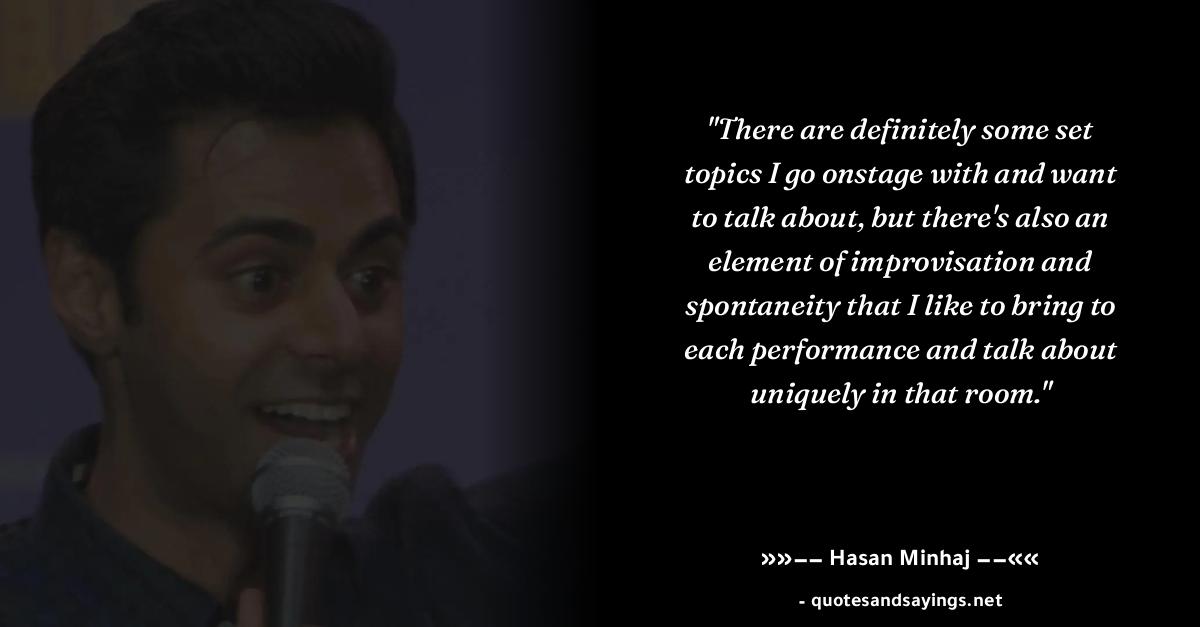 "There are definitely some set
topics I go onstage with and want
to talk about, but there's also an
element of improvisation and
spontaneity that I like to bring to
each performance and talk about
uniquely in that room."
»»–– Hasan Minhaj ––««
- quotesandsayings.net